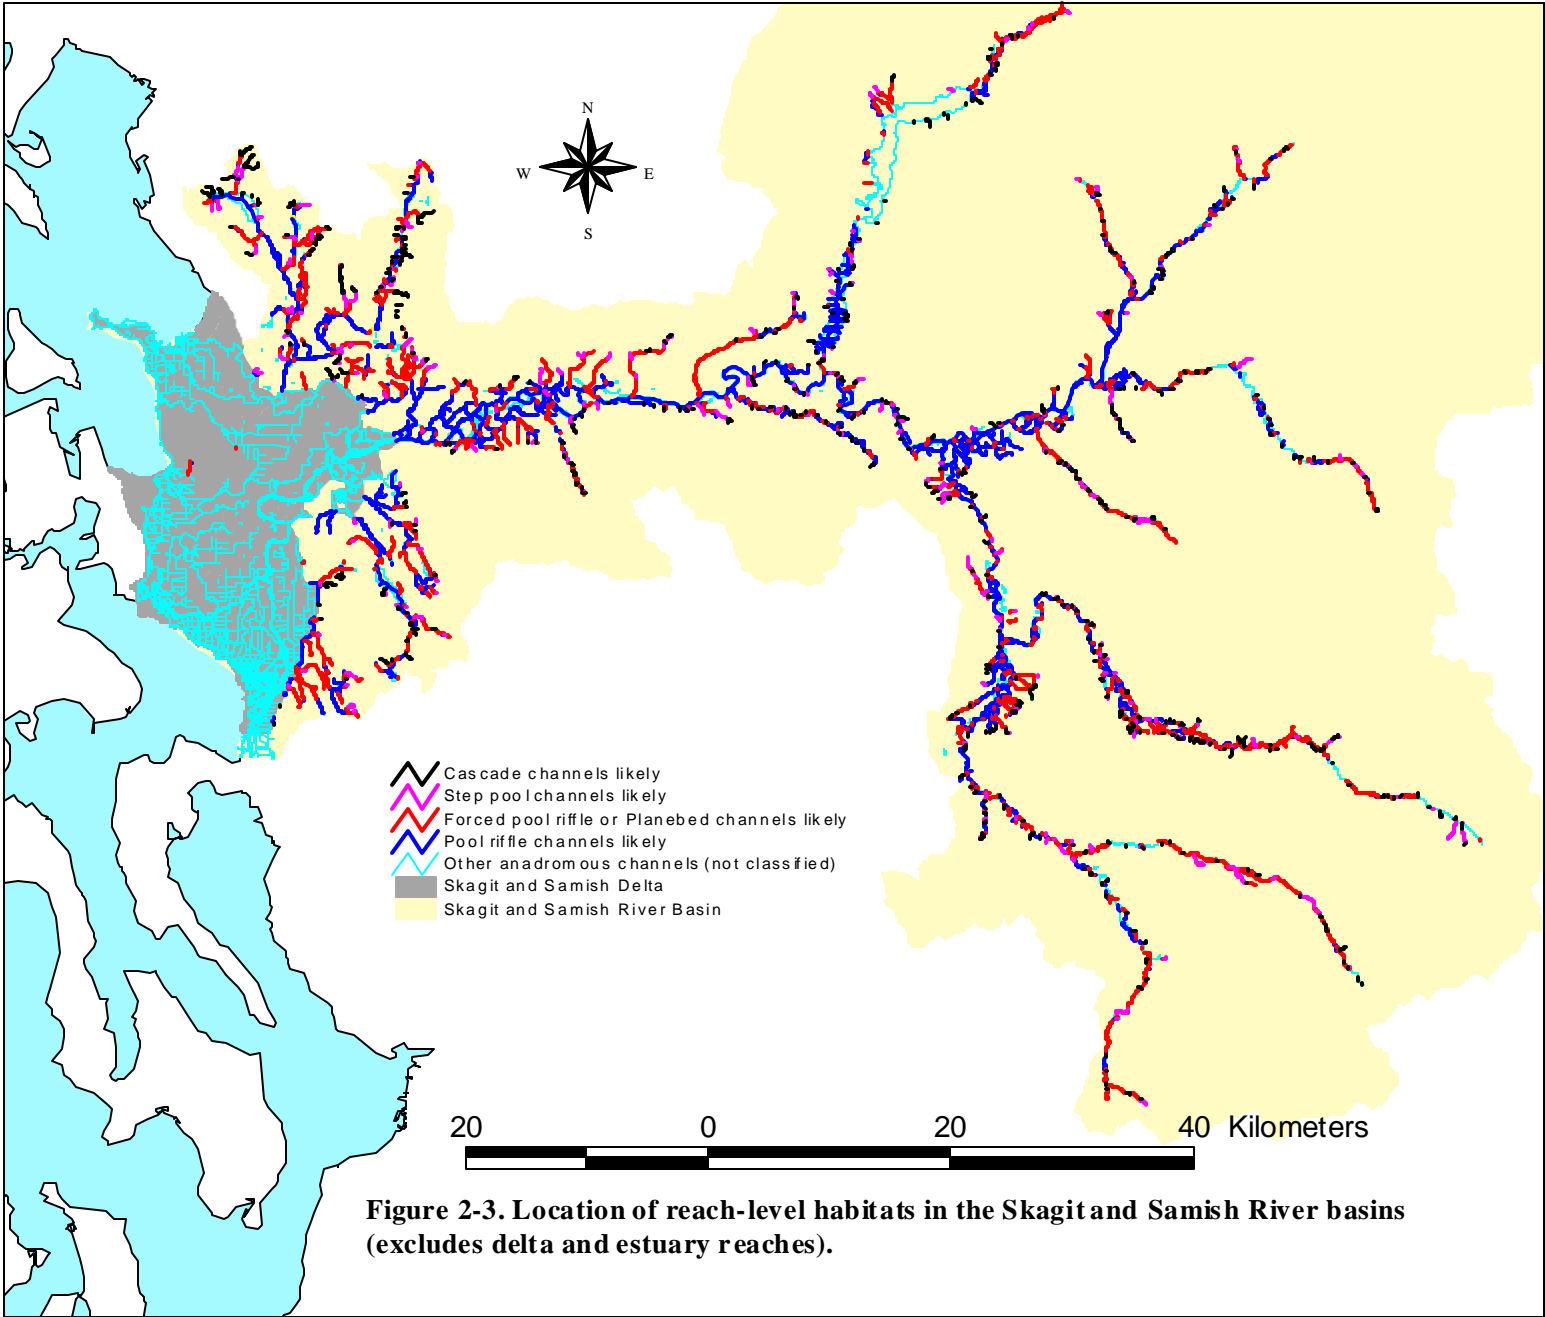 N
W E
S
Cascade channels likely
Step pool channels likely
Forced pool riffle or Planebed channels likely
Pool riffle channels likely
Other anadromous channels (not classified)
Skagit and Samish Delta
Skagit and Samish River Basin
20 0 20 40 Kilometers
Figure 2-3. Location of reach-level habitats in the Skagit and Samish River basins
(excludes delta and estuary reaches).